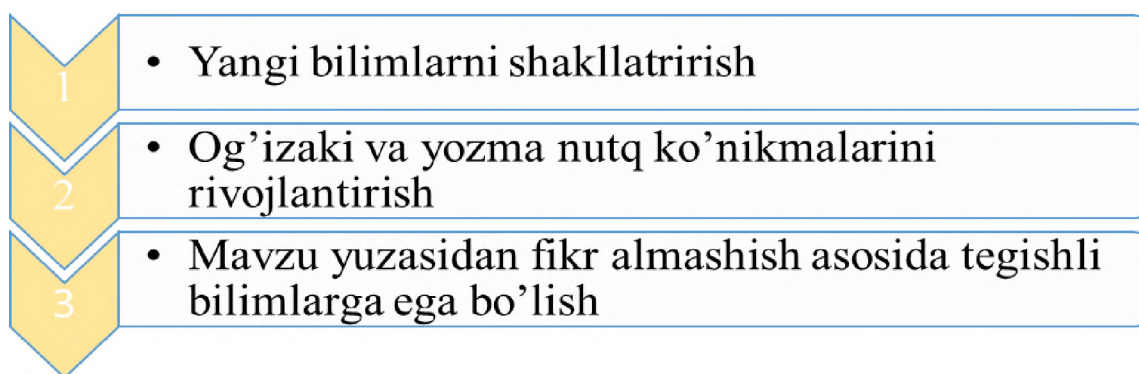 1
• Yangi bilimlarni shakllatrirish
2
• Og’izaki va yozma nutq ko’nikmalarini
rivojlantirish
3
• Mavzu yuzasidan fikr almashish asosida tegishli
bilimlarga ega bo’lish